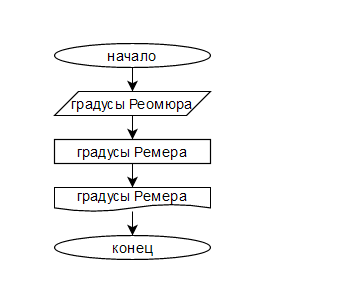 начало
градусы Реомюра
градусы Ремера
градусы Ремера
конец